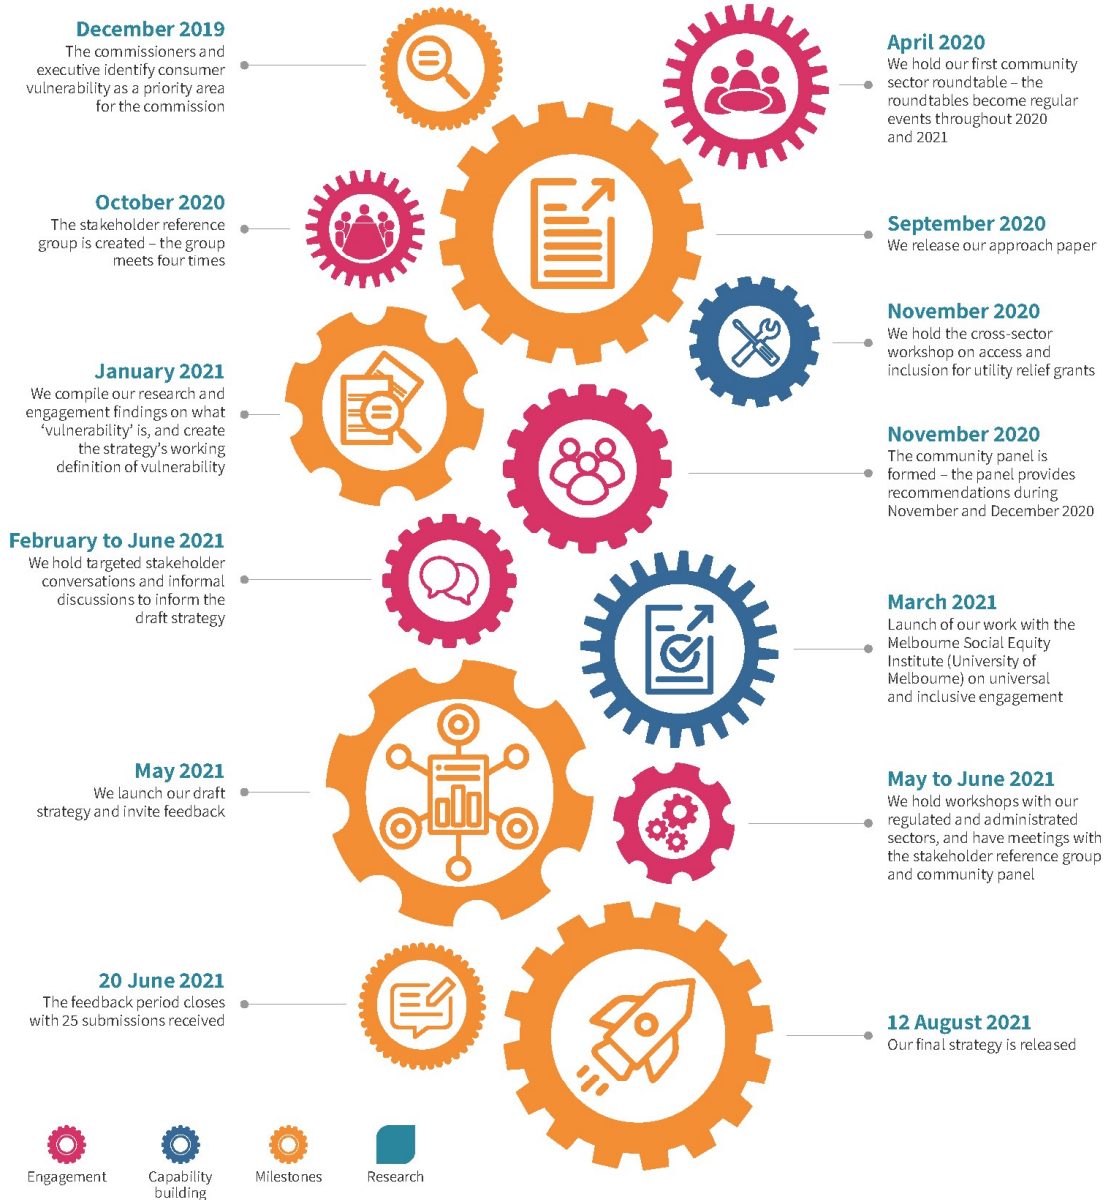 December 2019
The commissioners and
executive identify consumer
vulnerability as a priority area
for the commission
April 2020
We hold our first community
sector roundtable – the
roundtables become regular
events throughout 2020
and 2021
October 2020
The stakeholder reference
group is created – the group
meets four times
September 2020
We release our approach paper
November 2020
We hold the cross-sector
workshop on access and
inclusion for utility relief grants
January 2021
We compile our research and
engagement findings on what
‘vulnerability’ is, and create
the strategy’s working
definition of vulnerability
November 2020
The community panel is
formed – the panel provides
recommendations during
November and December 2020
February to June 2021
We hold targeted stakeholder
conversations and informal
discussions to inform the
draft strategy
March 2021
Launch of our work with the
Melbourne Social Equity
Institute (University of
Melbourne) on universal
and inclusive engagement
May 2021
We launch our draft
strategy and invite feedback
May to June 2021
We hold workshops with our
regulated and administrated
sectors, and have meetings with
the stakeholder reference group
and community panel
20 June 2021
The feedback period closes
with 25 submissions received
12 August 2021
Our final strategy is released
Engagement
Capability
building
Milestones
Research